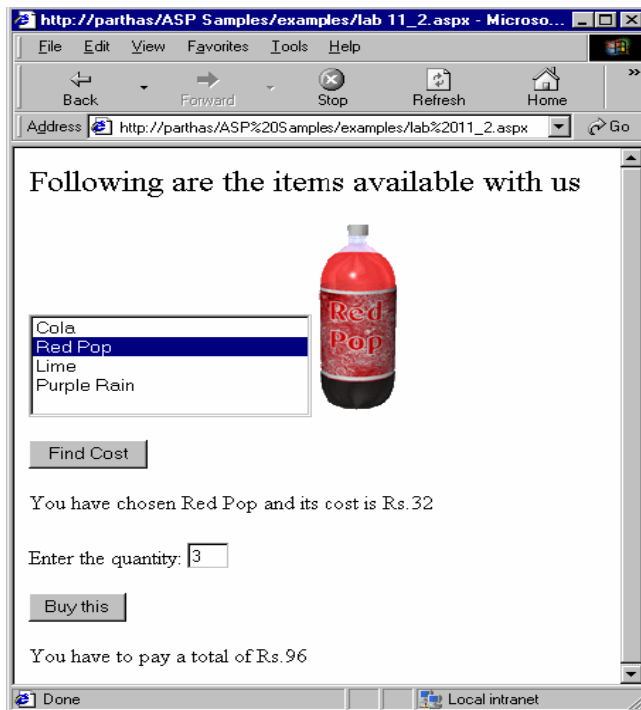 http://parthas/ASP Samples/examples/lab 11_2.aspx - Microso...
File Edit View Favorites Tools Help
Back Forward Stop Refresh Home »
Address http://parthas/ASP%20Samples/examples/lab%2011_2.aspx Go
Following are the items available with us
Red
Pop
Cola
Red Pop
Lime
Purple Rain
Find Cost
You have chosen Red Pop and its cost is Rs.32
Enter the quantity: 3
Buy this
You have to pay a total of Rs.96
Done Local intranet